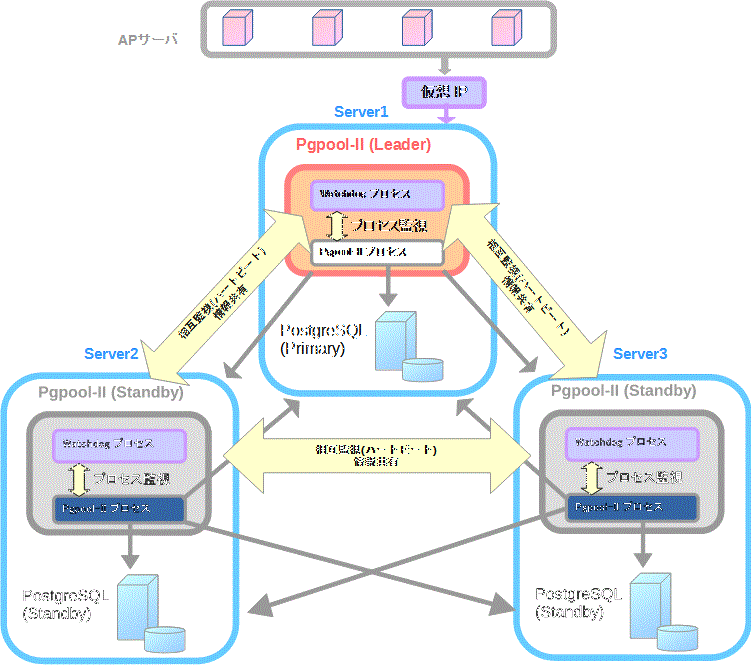 APサーバ
仮想 IP
Server1
Pgpool-II (Leader)
Watchdog プロセス
プロセス監視
Pgpool-II プロセス
相互監視(ハートビート)
情報共有
相互監視(ハートビート)
情報共有
PostgreSQL
(Primary)
Server2
Server3
Pgpool-II (Standby)
Pgpool-II (Standby)
Watchdog プロセス
プロセス監視
Pgpool-II プロセス
相互監視(ハートビート)
情報共有
Watchdog プロセス
プロセス監視
Pgpool-II プロセス
PostgreSQL
(Standby)
PostgreSQL
(Standby)